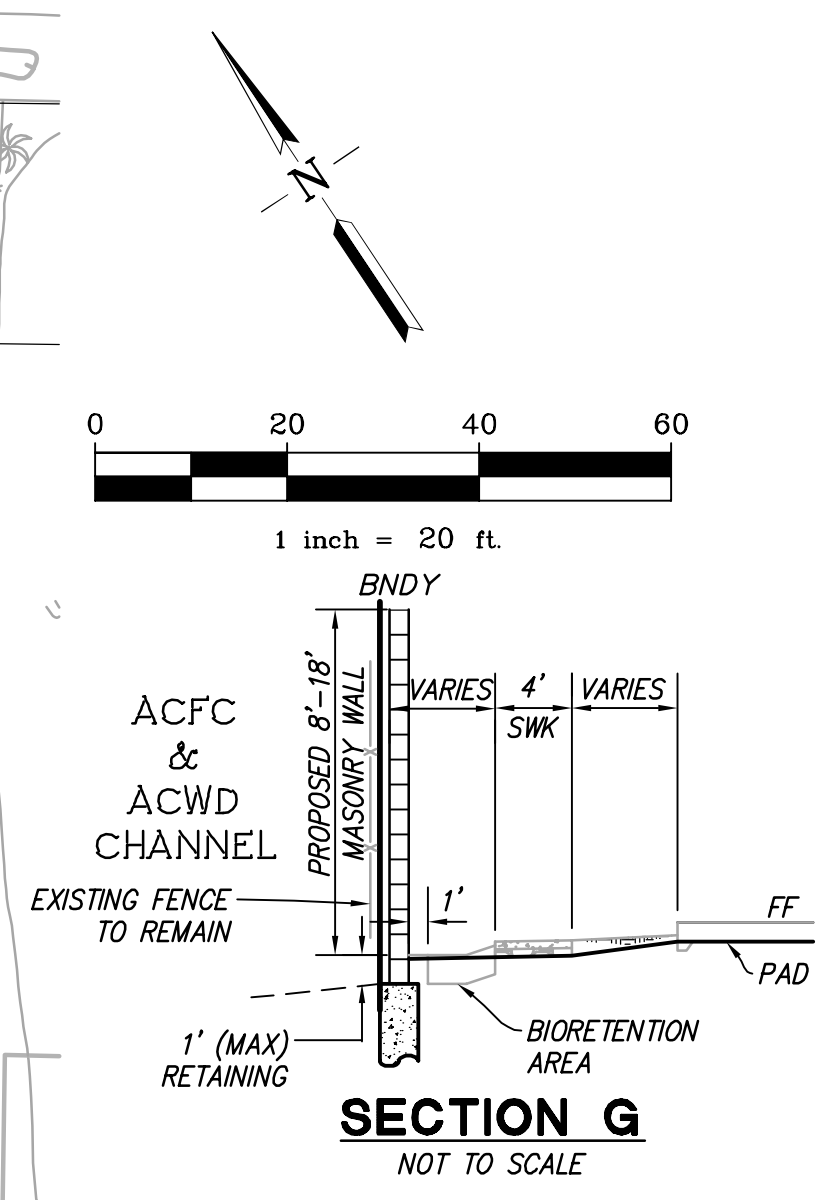 N
0 20 40 60
1 inch = 20 ft.
BNDY
PROPOSED 8'-18'
MASONRY WALL
VARIES
4'
SWK
VARIES
ACFC
&
ACWD
CHANNEL
EXISTING FENCE
TO REMAIN
1'
FF
PAD
1' (MAX)
RETAINING
BIORETENTION
AREA
SECTION G
NOT TO SCALE